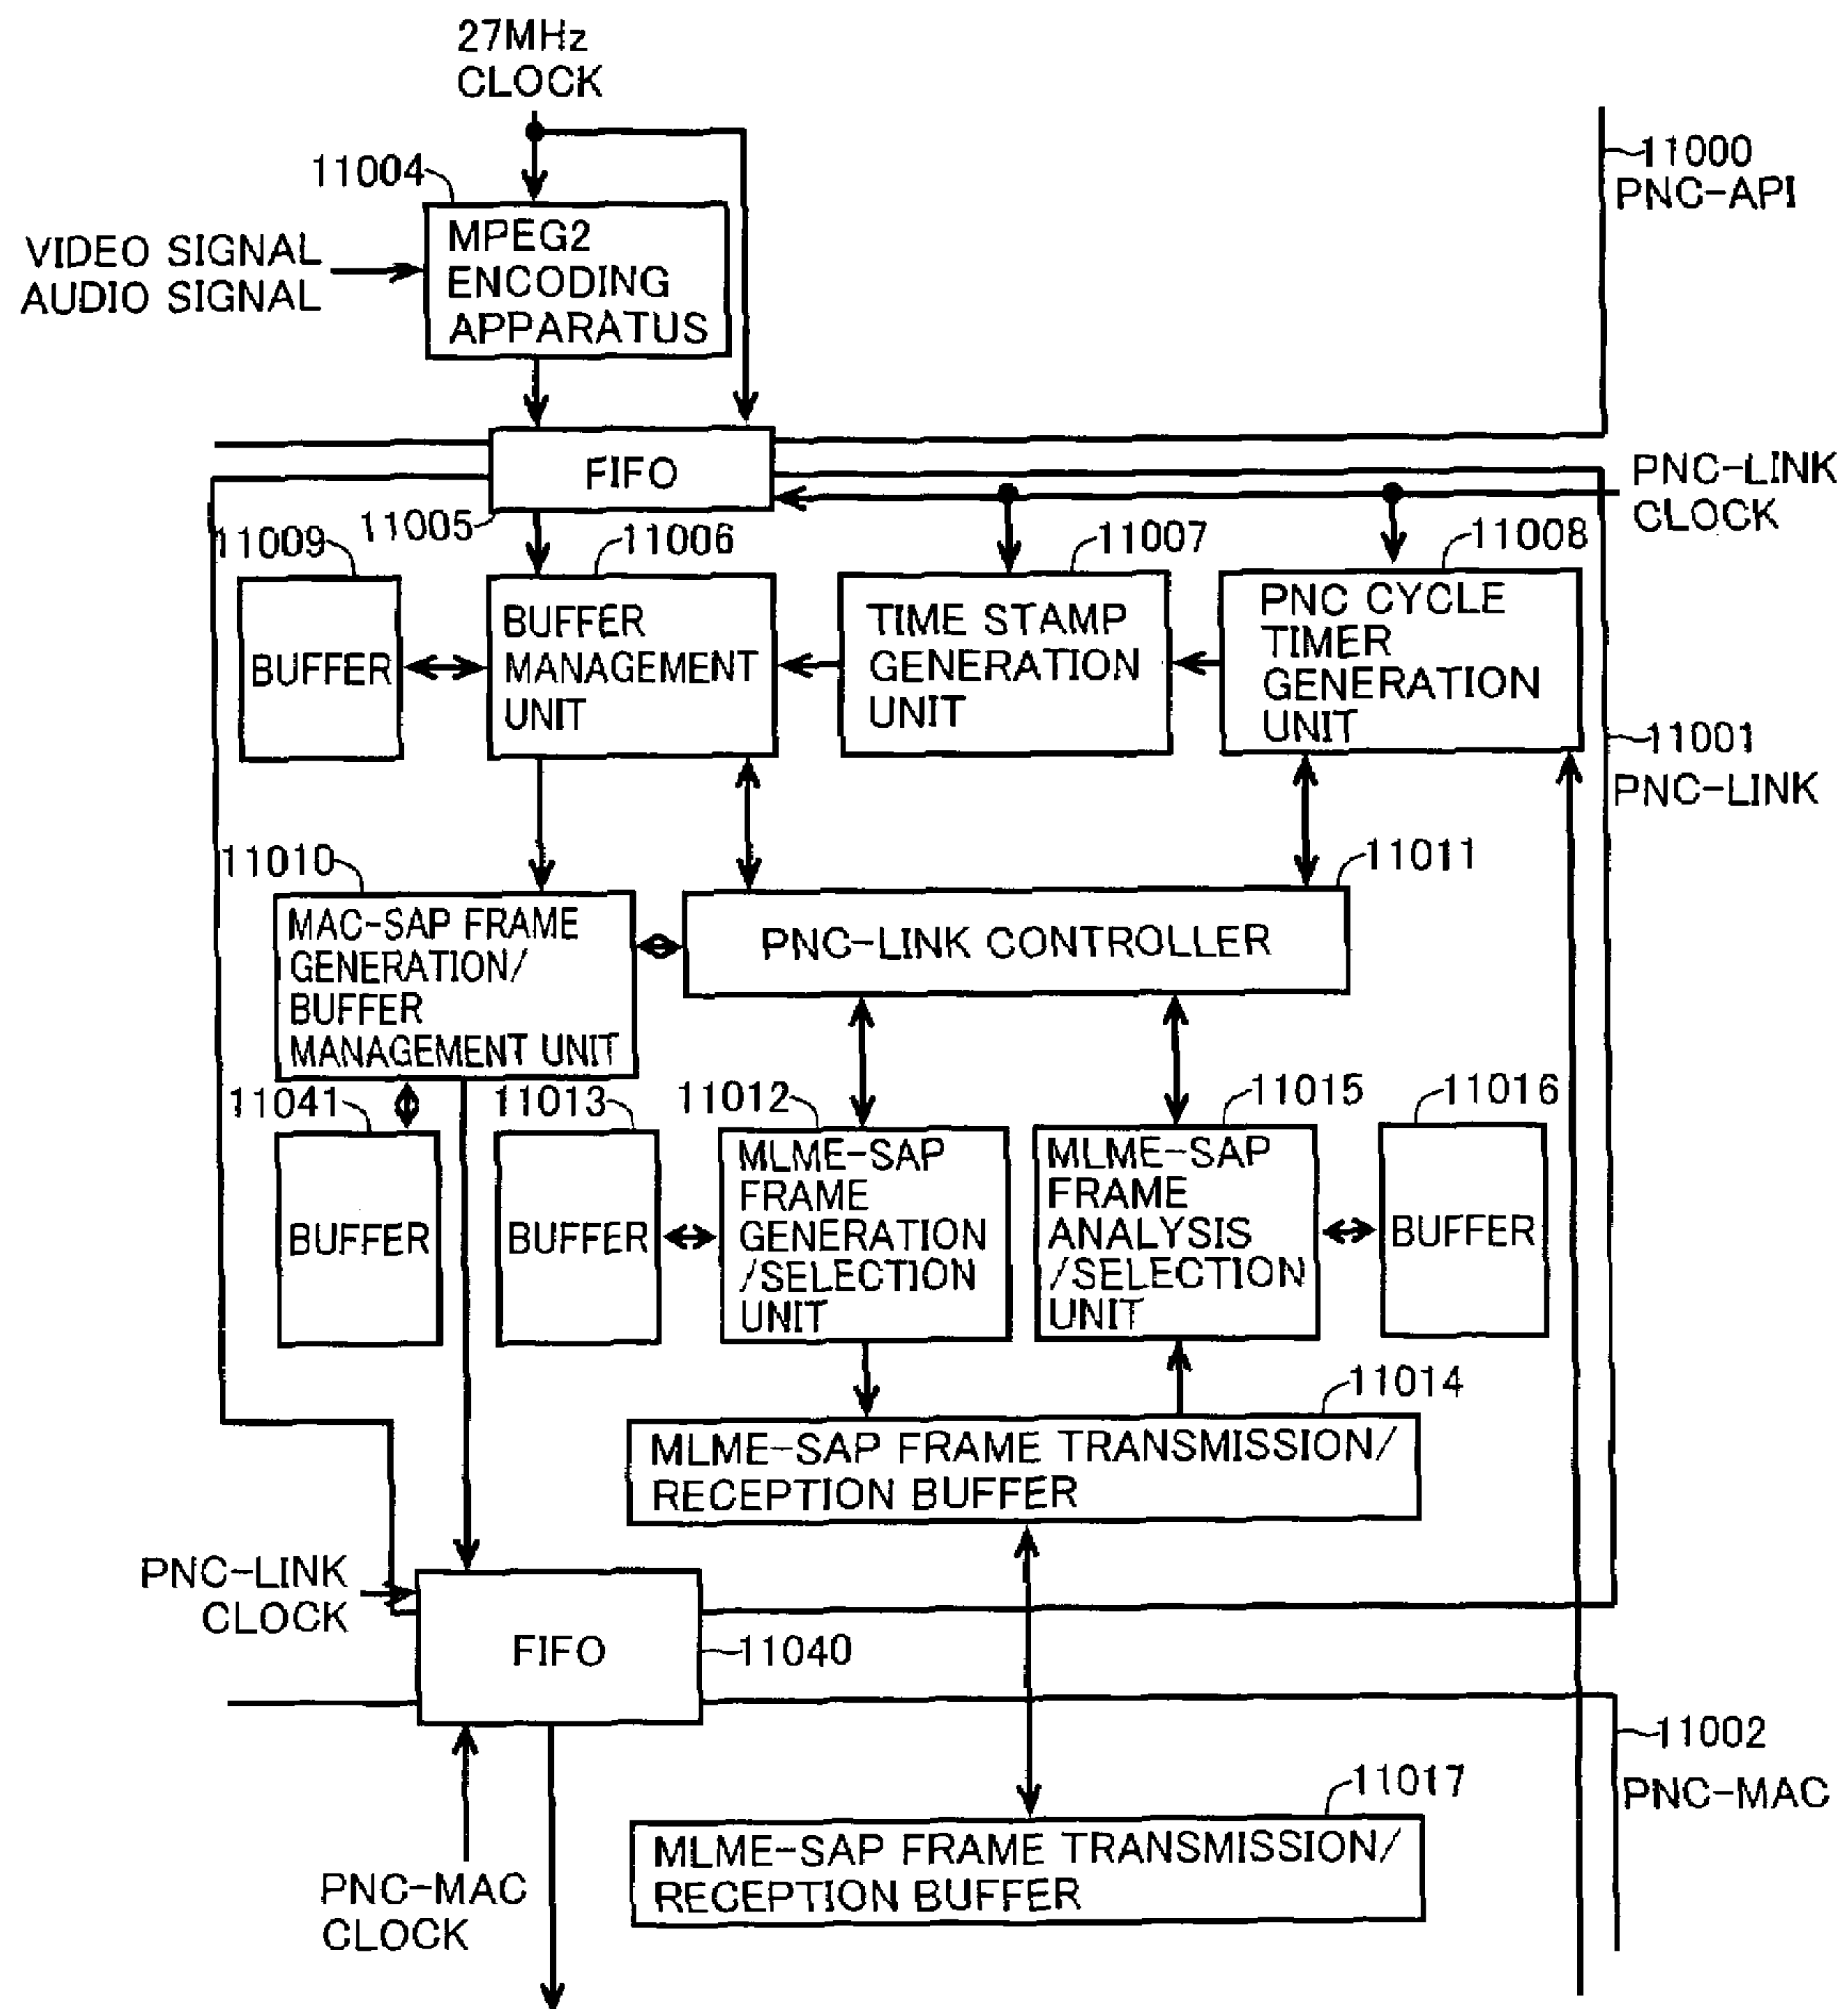 27MHz
CLOCK
11004
11000
PNC-API
VIDEO SIGNAL
AUDIO SIGNAL
MPEG2
ENCODING
APPARATUS
FIFO
PNC-LINK
CLOCK
11005
11009
11006
11007
11008
BUFFER
BUFFER
MANAGEMENT
UNIT
TIME STAMP
GENERATION
UNIT
PNC CYCLE
TIMER
GENERATION
UNIT
11001
PNC-LINK
11010
11011
MAC-SAP FRAME
GENERATION/
BUFFER
MANAGEMENT UNIT
PNC-LINK CONTROLLER
11041
11013
11012
11015
11016
BUFFER
BUFFER
MLME-SAP
FRAME
GENERATION
/SELECTION
UNIT
MLME-SAP
FRAME
ANALYSIS
/SELECTION
UNIT
BUFFER
11014
MLME-SAP FRAME TRANSMISSION/
RECEPTION BUFFER
PNC-LINK
CLOCK
FIFO
11040
11002
PNC-MAC
11017
MLME-SAP FRAME TRANSMISSION/
RECEPTION BUFFER
PNC-MAC
CLOCK